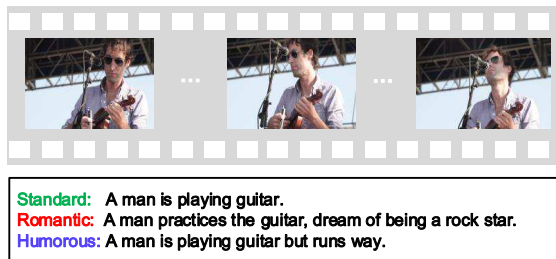 ... ...
Standard: A man is playing guitar.
Romantic: A man practices the guitar, dream of being a rock star.
Humorous: A man is playing guitar but runs way.